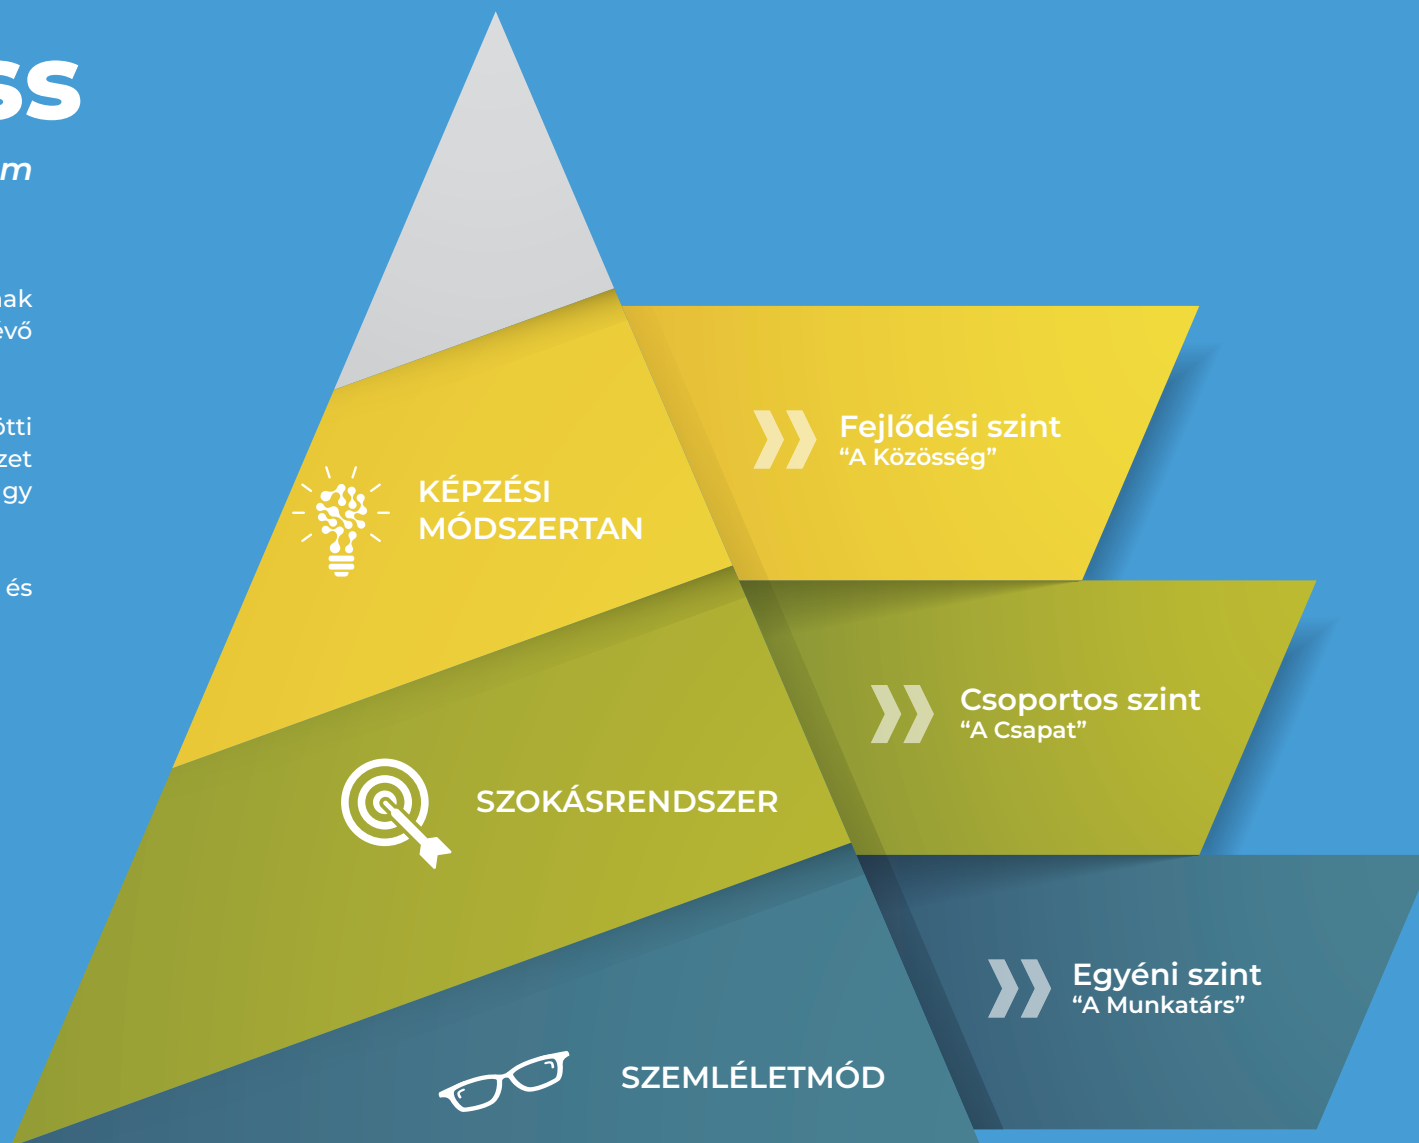 ss
m
ak
évő
ötti
zet
gy
és
Fejlődési szint
“A Közösség”
KÉPZÉSI
MÓDSZERTAN
Csoportos szint
“A Csapat”
SZOKÁSRENDSZER
Egyéni szint
“A Munkatárs”
SZEMLÉLETMÓD